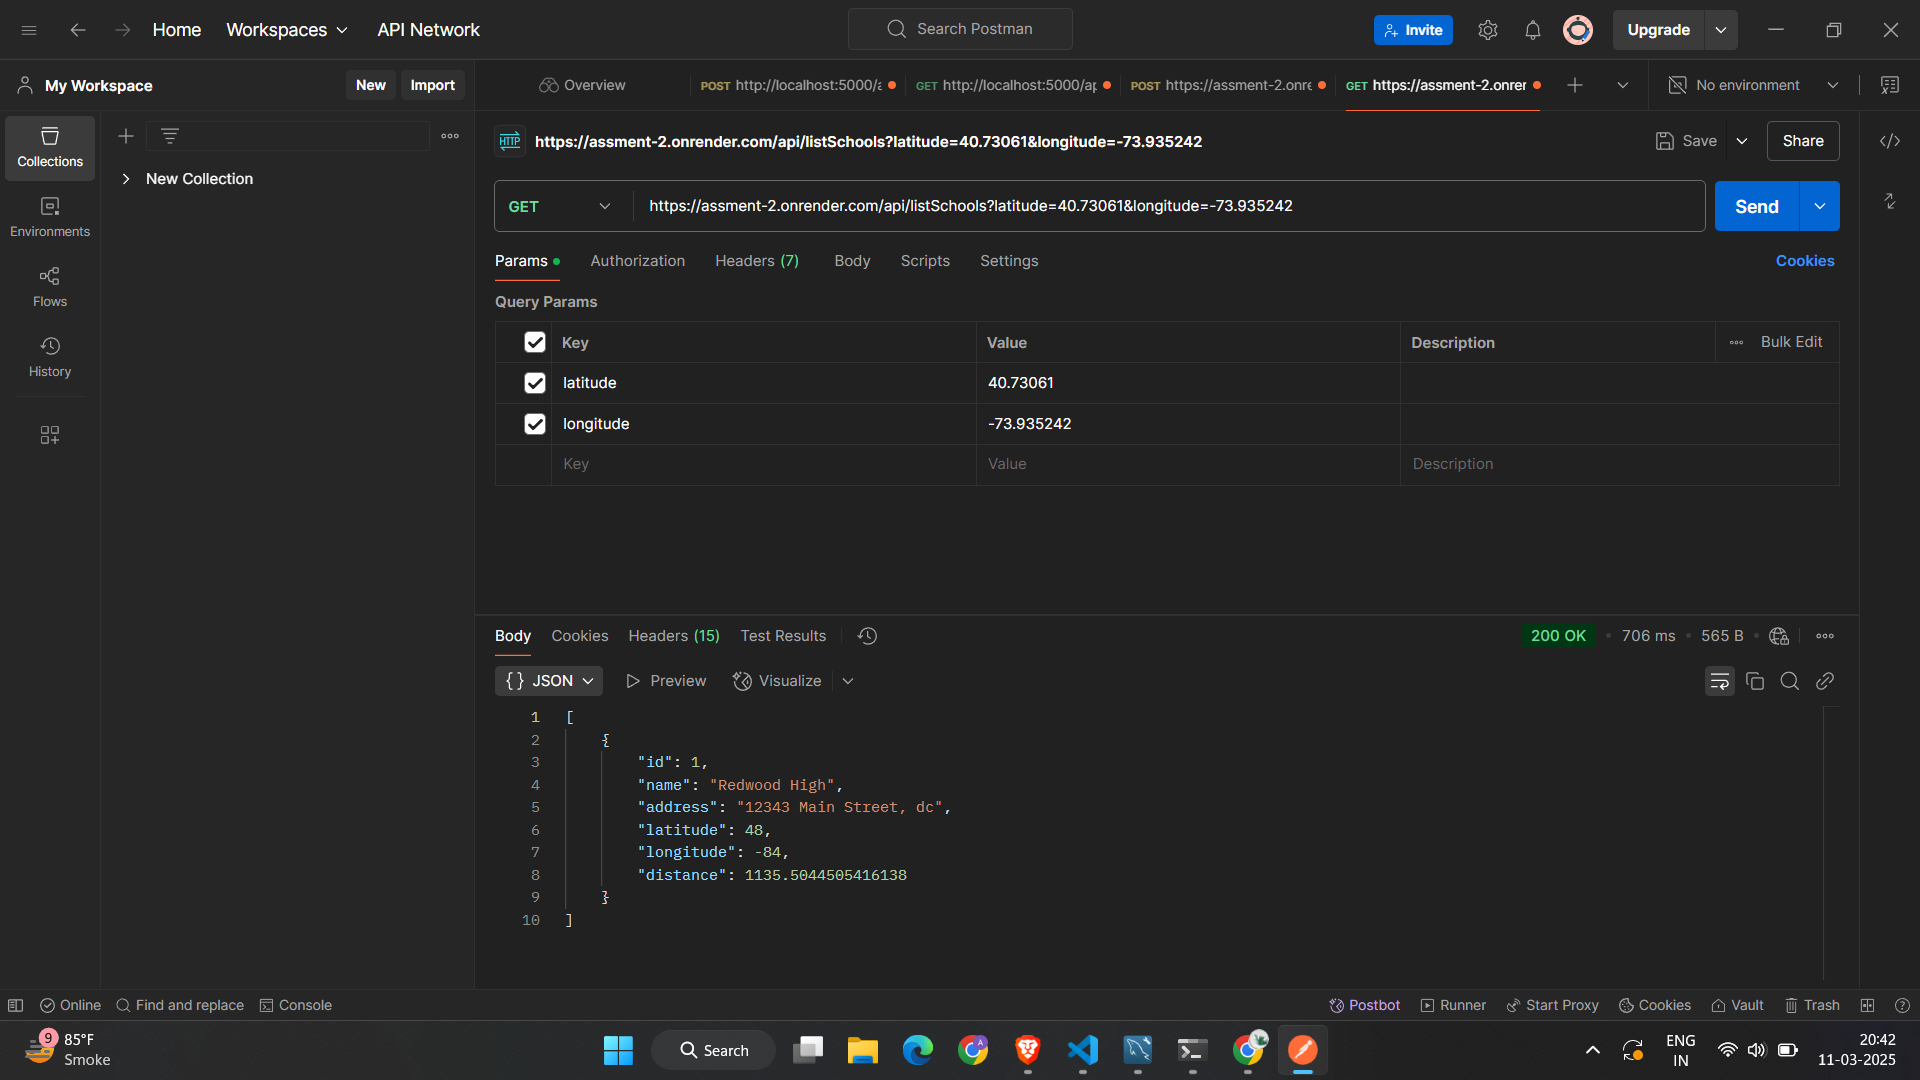 Home Workspaces API Network Search Postman Invite Upgrade
My Workspace New Import Overview POST http://localhost:5000/a GET http://localhost:5000/ap POST https://assment-2.onre GET https://assment-2.onrer No environment
Collections
New Collection
Environments
Flows
History
HTTP https://assment-2.onrender.com/api/listSchools?latitude=40.73061&longitude=-73.935242 Save Share
GET https://assment-2.onrender.com/api/listSchools?latitude=40.73061&longitude=-73.935242 Send
Params Authorization Headers (7) Body Scripts Settings Cookies
Query Params
Key Value Description Bulk Edit
latitude 40.73061
longitude -73.935242
Key Value Description
Body Cookies Headers (15) Test Results 200 OK 706 ms 565 B
{} JSON Preview Visualize
1 [
2 {
3 "id": 1,
4 "name": "Redwood High",
5 "address": "12343 Main Street, dc",
6 "latitude": 48,
7 "longitude": -84,
8 "distance": 1135.5044505416138
9 }
10 ]
Online Find and replace Console Postbot Runner Start Proxy Cookies Vault Trash
9 85°F
Smoke
Search
A
ENG
IN
20:42
11-03-2025